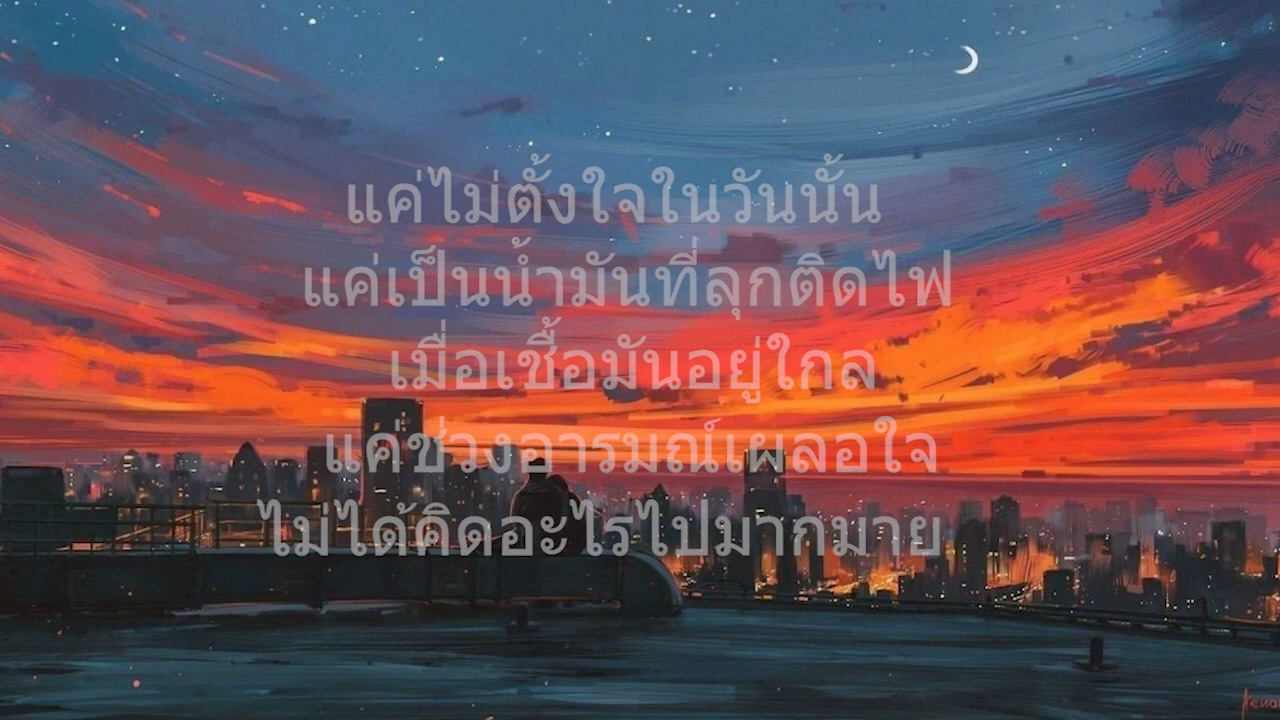 แค่ไม่ตั้งใจในวันนั้น
แค่เป็นน้ำมันที่ลุกติดไฟ
เมื่อเชื้อมันอยู่ใกล
แค่ช่วงอารมณ์เผลอใจ
ไม่ได้คิดอะไรไปมากมาย